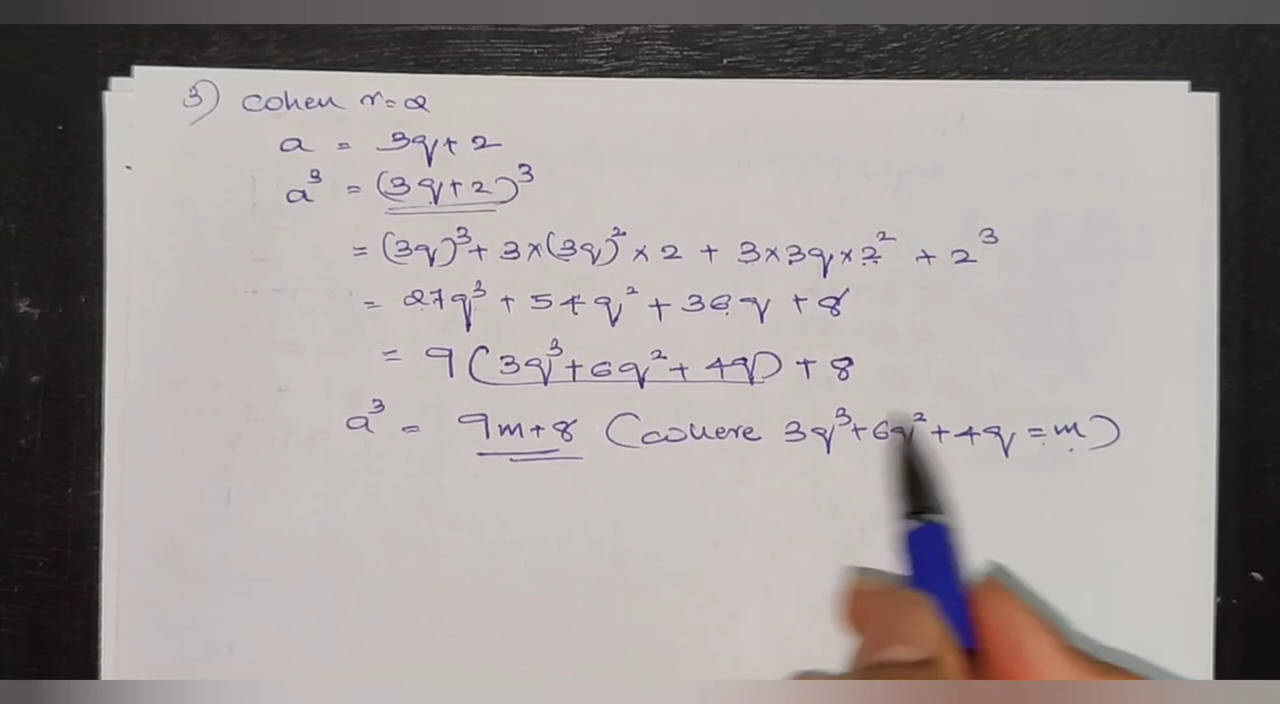 3) when r=2
a = 3q+2
a³ = (3q+2)³
= (3q)³+ 3×(3q)²×2 + 3×3q×2² + 2³
= 27q³ + 54q² + 36q + 8
= 9(3q³+6q²+4q) + 8
a³ = 9m+8 (where 3q³+6q²+4q=m)